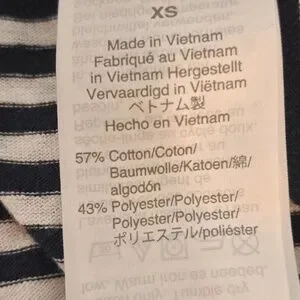 XS
Made in Vietnam
Fabriqué au Vietnam
in Vietnam Hergestellt
Vervaardigd in Viëtnam
ベトナム製
Hecho en Vietnam
57% Cotton/Coton/
Baumwolle/Katoen/綿/
algodón
43% Polyester/Polyester/
Polyester/Polyester/
ポリエステル/poliéster